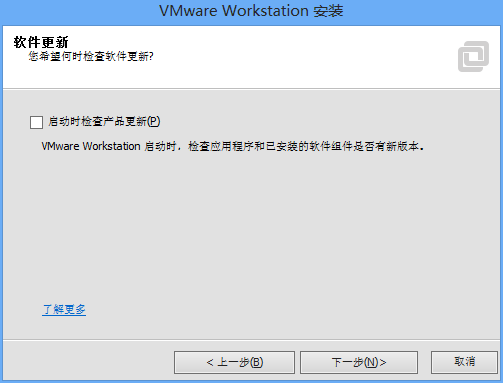 VMware Workstation 安装
软件更新
您希望何时检查软件更新?
启动时检查产品更新(P)
VMware Workstation 启动时，检查应用程序和已安装的软件组件是否有新版本。
了解更多
< 上一步(B)
下一步(N)>
取消